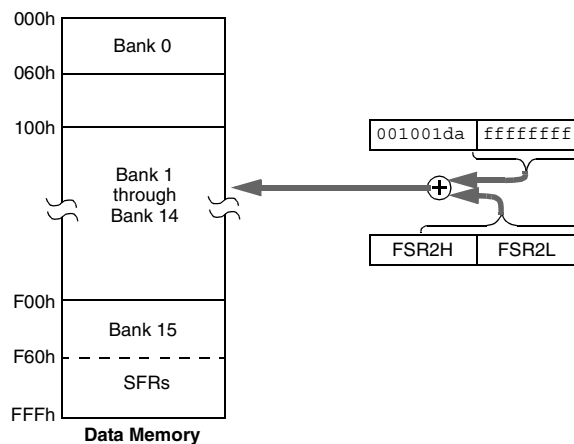 000h
Bank 0
060h
100h
001001da ffffffff
Bank 1
through
Bank 14
FSR2H FSR2L
F00h
Bank 15
F60h
SFRs
FFFh
Data Memory